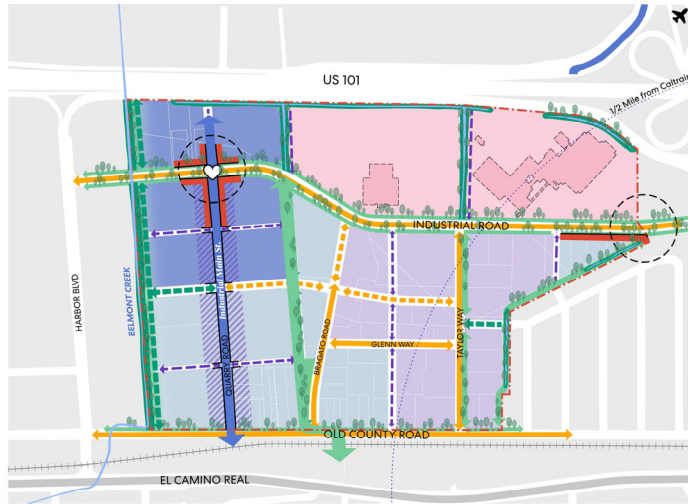 US 101
1/2 Mile from Caltrain
INDUSTRIAL ROAD
HARBOR BLVD
BELMONT CREEK
Industrial Main St.
QUARRY ROAD
BRAGATO ROAD
GLENN WAY
TAYLOR WAY
OLD COUNTY ROAD
EL CAMINO REAL